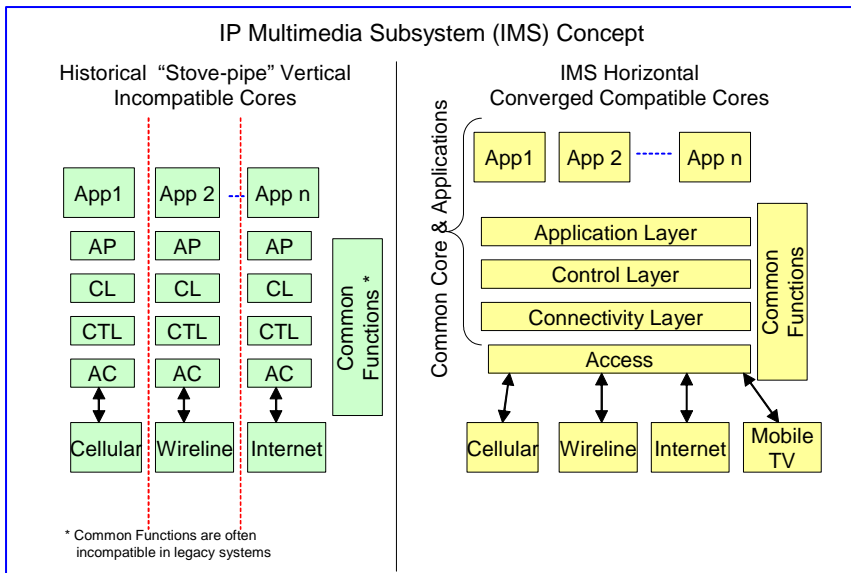 IP Multimedia Subsystem (IMS) Concept
Historical “Stove-pipe” Vertical
Incompatible Cores
App1
App 2
App n
AP
AP
AP
CL
CL
CL
CTL
CTL
CTL
AC
AC
AC
Common
Functions *
Cellular
Wireline
Internet
* Common Functions are often
incompatible in legacy systems
IMS Horizontal
Converged Compatible Cores
Common Core & Applications
App1
App 2
App n
Application Layer
Control Layer
Connectivity Layer
Access
Common
Functions
Cellular
Wireline
Internet
Mobile
TV